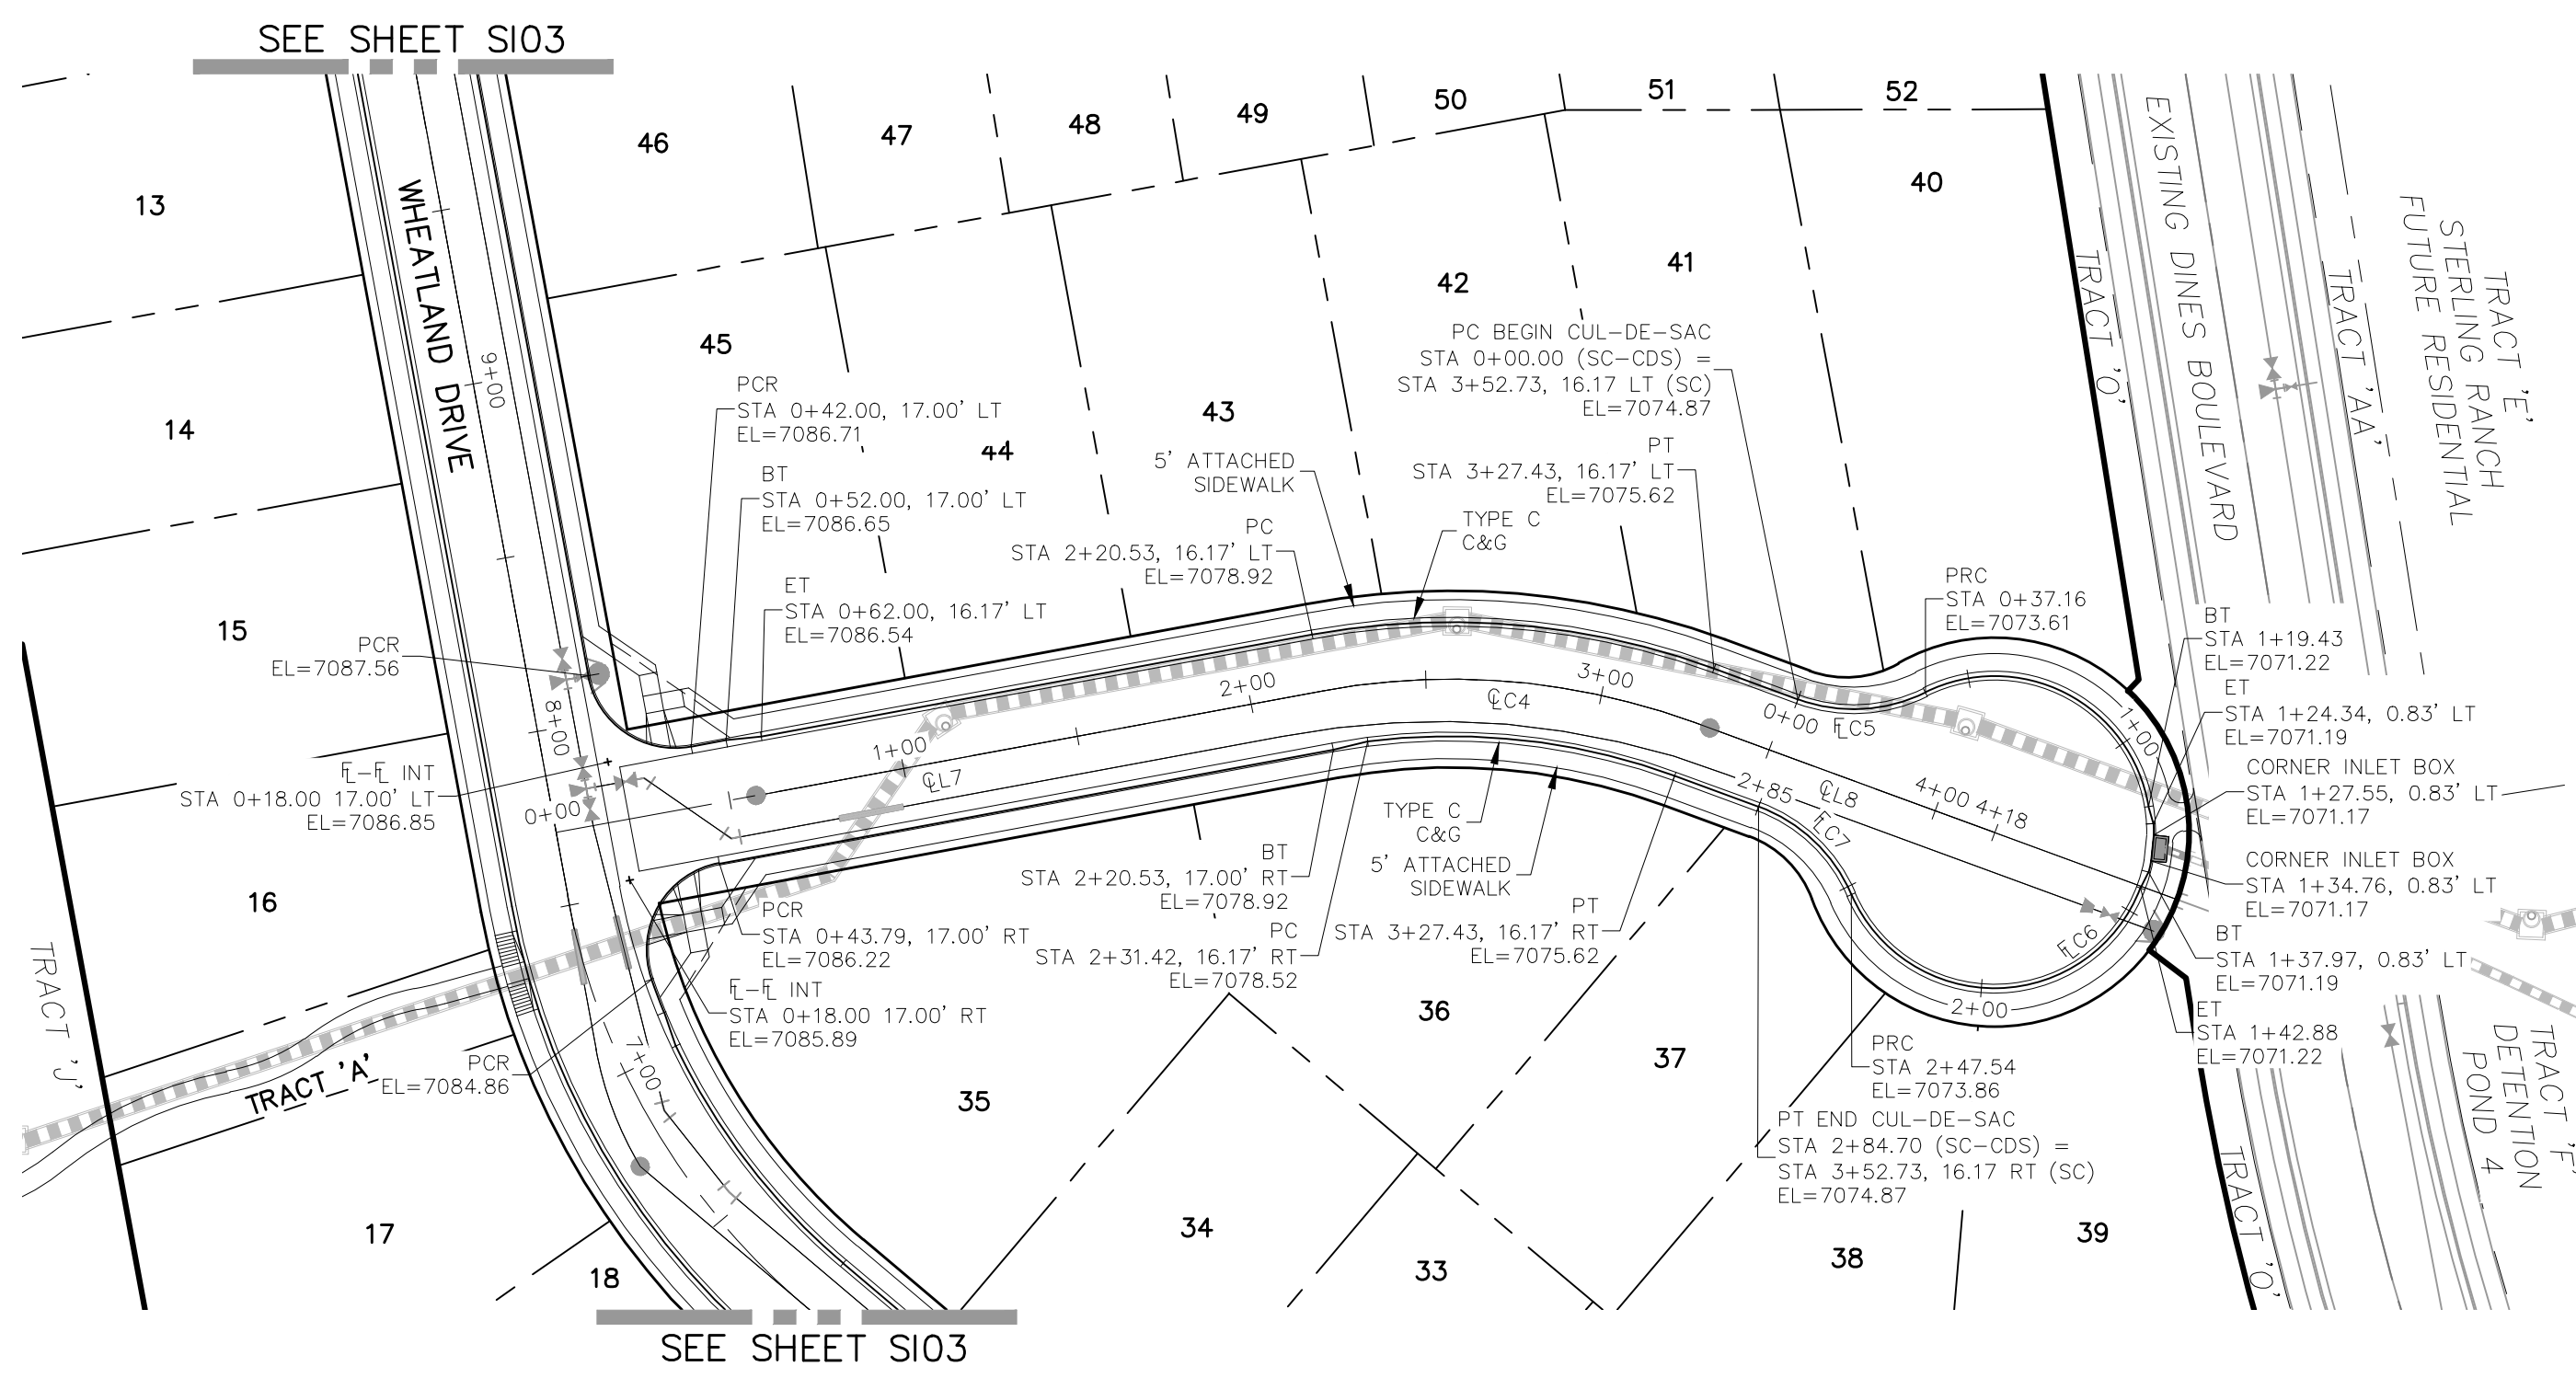 SEE SHEET SI03
13
14
15
16
17
18
46
47
48
49
50
51
52
45
44
43
42
41
40
35
36
37
34
33
38
39
WHEATLAND DRIVE
9+00
8+00
7+00
0+00
EXISTING DINES BOULEVARD
TRACT 'O'
TRACT 'AA'
TRACT 'E'
STERLING RANCH
FUTURE RESIDENTIAL
PC BEGIN CUL-DE-SAC
STA 0+00.00 (SC-CDS) =
STA 3+52.73, 16.17 LT (SC)
EL=7074.87
PCR
STA 0+42.00, 17.00' LT
EL=7086.71
BT
STA 0+52.00, 17.00' LT
EL=7086.65
ET
STA 0+62.00, 16.17' LT
EL=7086.54
5' ATTACHED
SIDEWALK
PT
STA 3+27.43, 16.17' LT
EL=7075.62
TYPE C
C&G
PC
STA 2+20.53, 16.17' LT
EL=7078.92
PRC
STA 0+37.16
EL=7073.61
BT
STA 1+19.43
EL=7071.22
ET
STA 1+24.34, 0.83' LT
EL=7071.19
CORNER INLET BOX
STA 1+27.55, 0.83' LT
EL=7071.17
CORNER INLET BOX
STA 1+34.76, 0.83' LT
EL=7071.17
BT
STA 1+37.97, 0.83' LT
EL=7071.19
ET
STA 1+42.88
EL=7071.22
PCR
EL=7087.56
FL-FL INT
STA 0+18.00 17.00' LT
EL=7086.85
1+00
CLL7
2+00
CLC4
3+00
0+00
FLC5
1+00
2+85
CLL8
4+00
4+18
FLC7
FLC6
2+00
TYPE C
C&G
5' ATTACHED
SIDEWALK
BT
STA 2+20.53, 17.00' RT
EL=7078.92
PC
STA 2+31.42, 16.17' RT
EL=7078.52
PT
STA 3+27.43, 16.17' RT
EL=7075.62
PCR
STA 0+43.79, 17.00' RT
EL=7086.22
FL-FL INT
STA 0+18.00 17.00' RT
EL=7085.89
PCR
EL=7084.86
PRC
STA 2+47.54
EL=7073.86
PT END CUL-DE-SAC
STA 2+84.70 (SC-CDS) =
STA 3+52.73, 16.17 RT (SC)
EL=7074.87
TRACT 'J'
TRACT 'A'
TRACT 'O'
TRACT 'F'
DETENTION
POND 4
SEE SHEET SI03